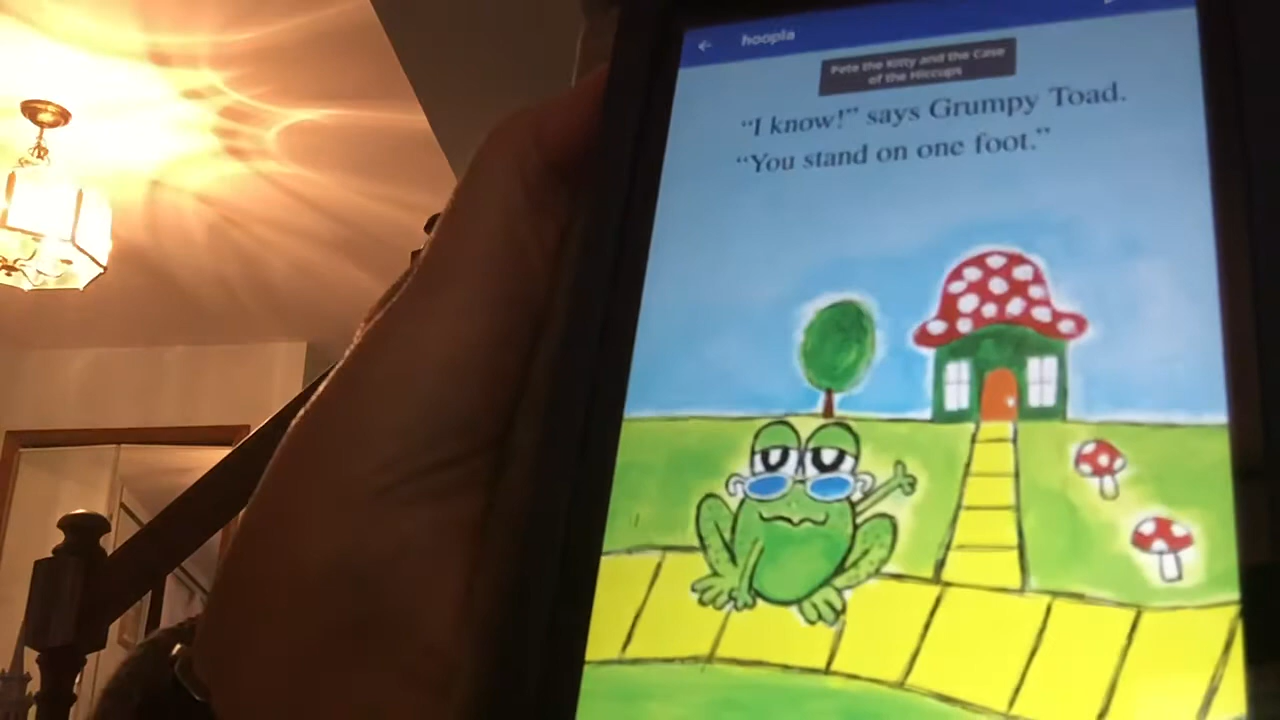 hoopla
Pete the Kitty and the Case
of the Hiccups
“I know!” says Grumpy Toad.
“You stand on one foot.”